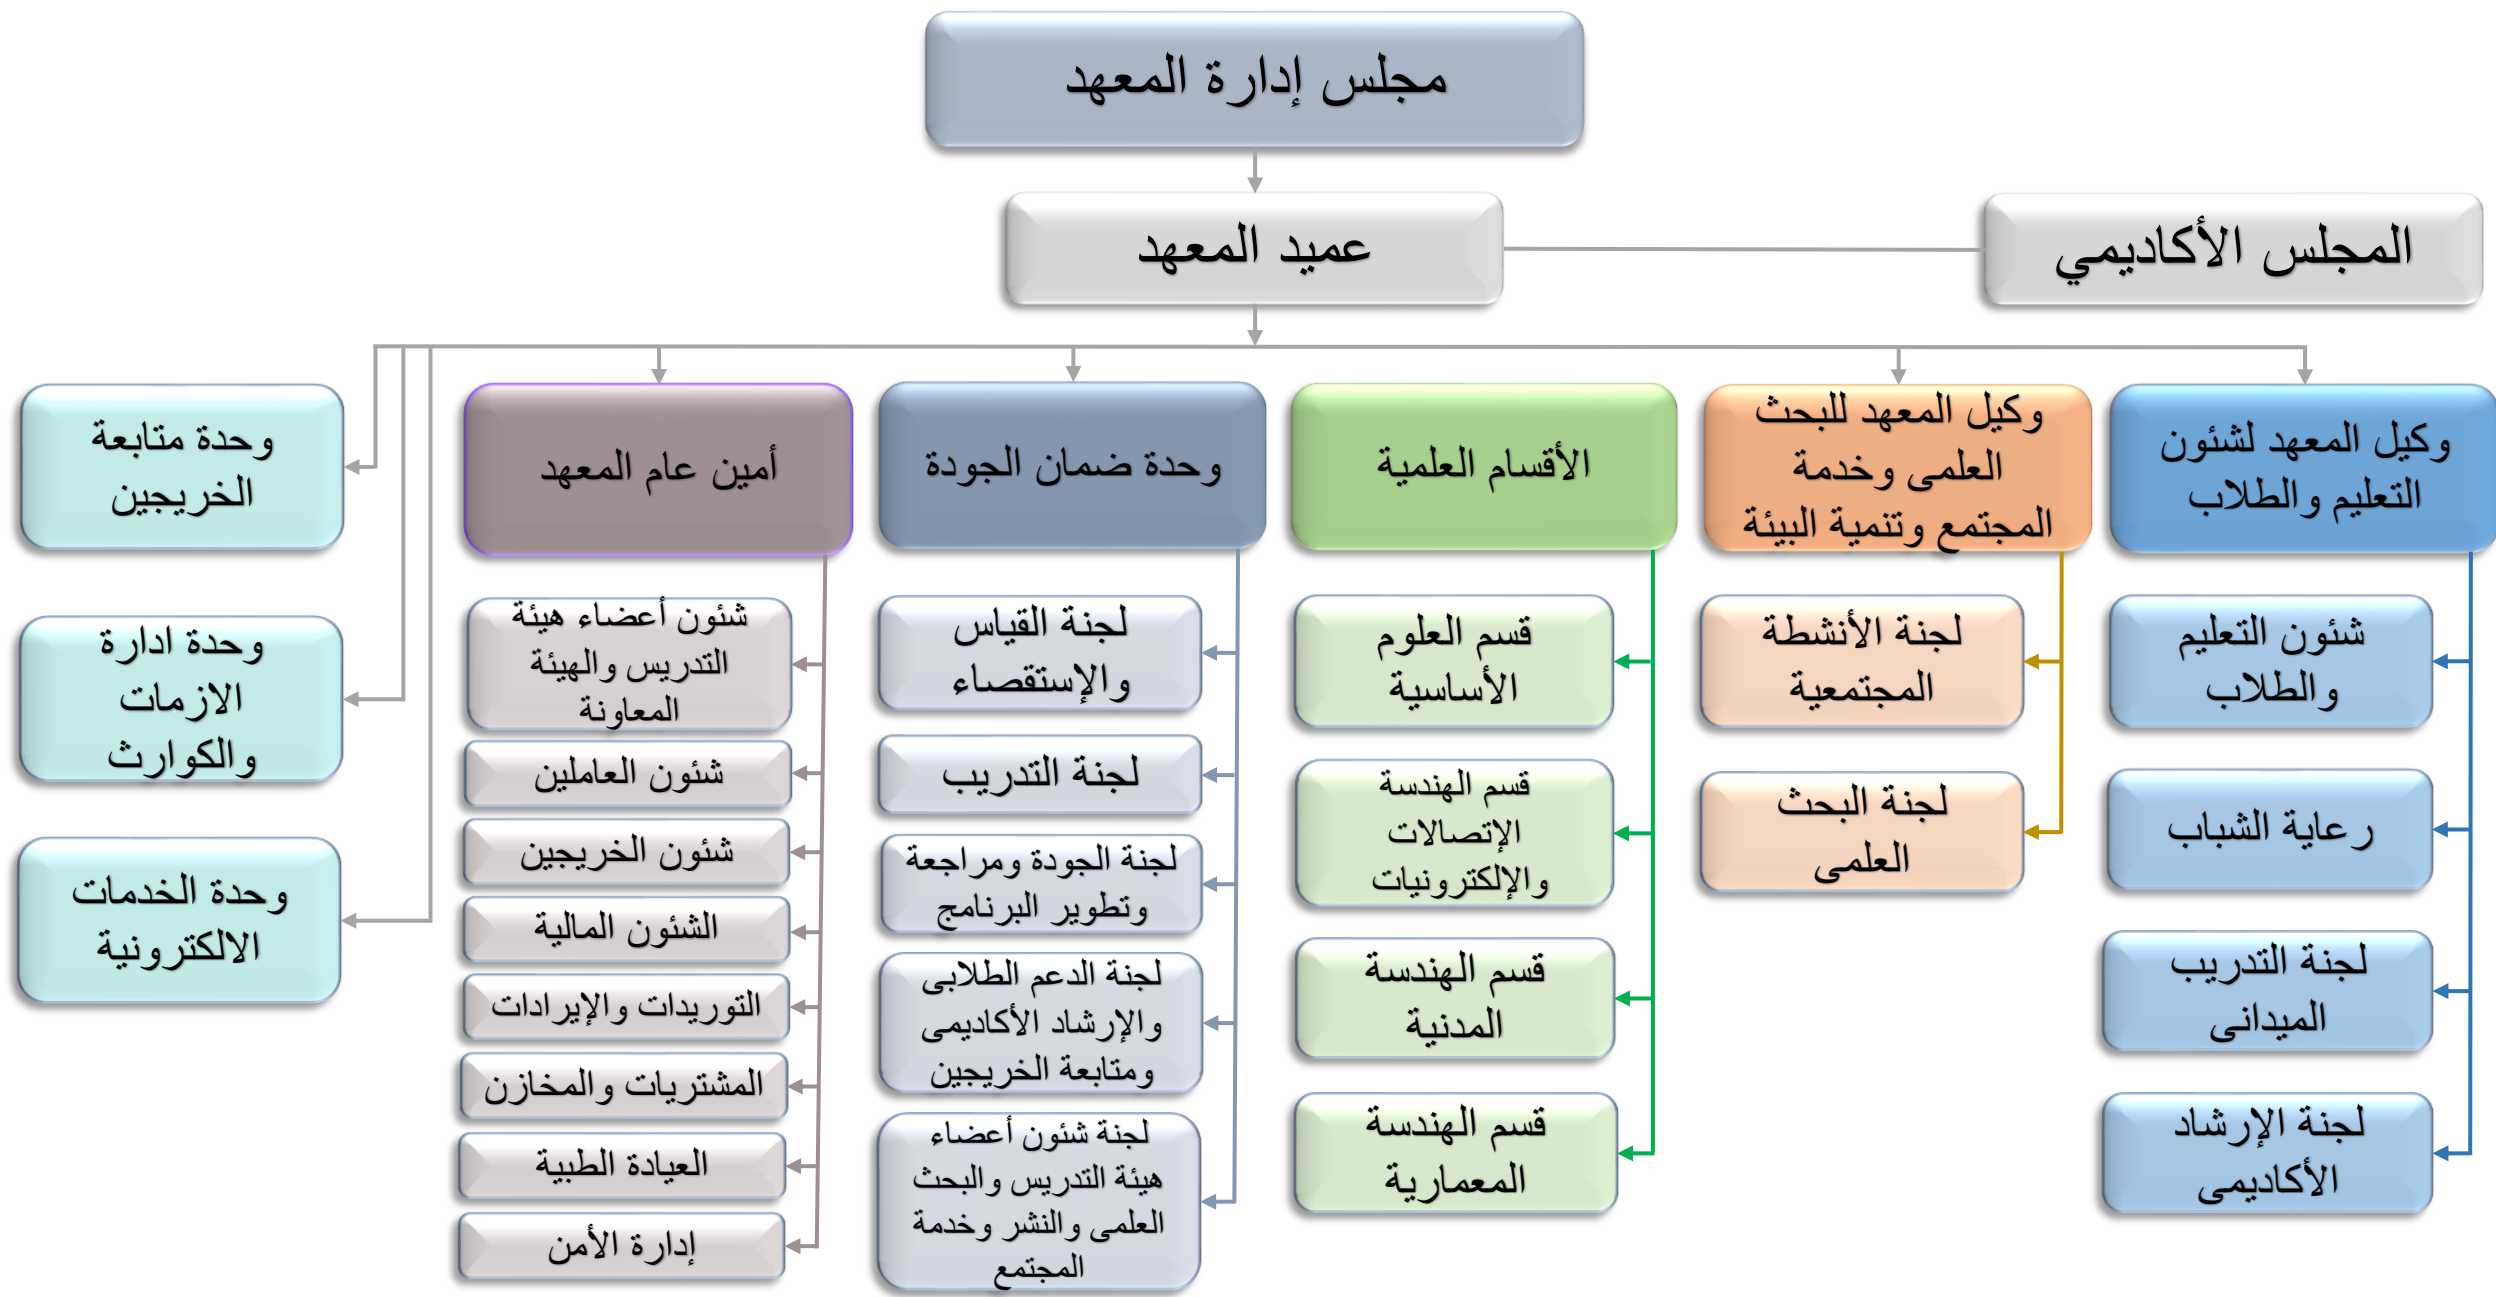 مجلس إدارة المعهد
عميد المعهد
المجلس الأكاديمي
وكيل المعهد لشئون
التعليم والطلاب
شئون التعليم
والطلاب
رعاية الشباب
لجنة التدريب
الميدانى
لجنة الإرشاد
الأكاديمى
وكيل المعهد للبحث
العلمى وخدمة
المجتمع وتنمية البيئة
لجنة الأنشطة
المجتمعية
لجنة البحث
العلمى
الأقسام العلمية
قسم العلوم
الأساسية
قسم الهندسة
الإتصالات
والإلكترونيات
قسم الهندسة
المدنية
قسم الهندسة
المعمارية
وحدة ضمان الجودة
لجنة القياس
والإستقصاء
لجنة التدريب
لجنة الجودة ومراجعة
وتطوير البرنامج
لجنة الدعم الطلابى
والإرشاد الأكاديمى
ومتابعة الخريجين
لجنة شئون أعضاء
هيئة التدريس والبحث
العلمى والنشر وخدمة
المجتمع
أمين عام المعهد
شئون أعضاء هيئة
التدريس والهيئة
المعاونة
شئون العاملين
شئون الخريجين
الشئون المالية
التوريدات والإيرادات
المشتريات والمخازن
العيادة الطبية
إدارة الأمن
وحدة متابعة
الخريجين
وحدة ادارة
الازمات
والكوارث
وحدة الخدمات
الالكترونية